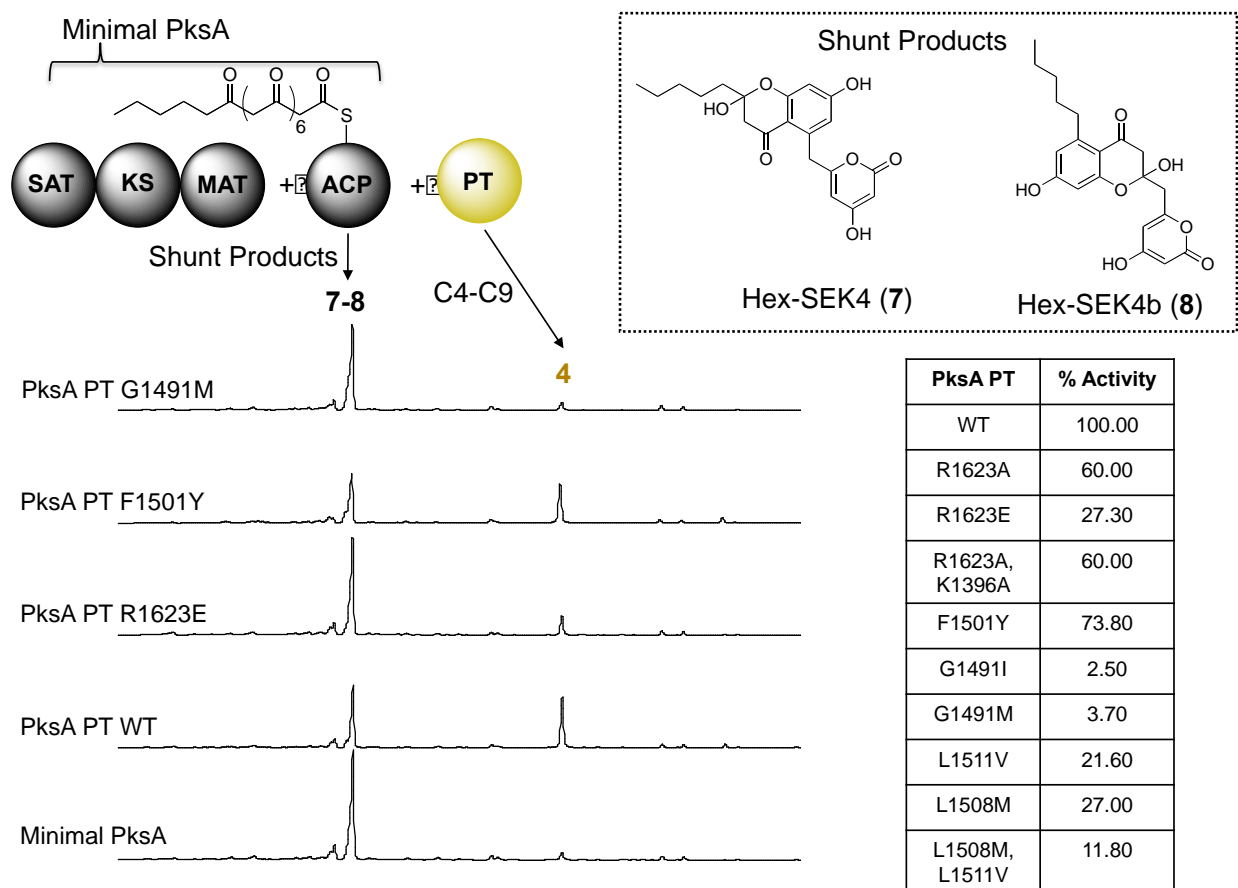 Minimal PksA
O O O
6
S
SAT KS MAT + ACP + PT
Shunt Products
7-8
C4-C9
4
Shunt Products
HO
O
OH
O
O
O
OH
Hex-SEK4 (7)
O
OH
HO
O
O
HO
O
Hex-SEK4b (8)
PksA PT G1491M
PksA PT F1501Y
PksA PT R1623E
PksA PT WT
Minimal PksA
PksA PT % Activity
WT 100.00
R1623A 60.00
R1623E 27.30
R1623A,
K1396A 60.00
F1501Y 73.80
G1491I 2.50
G1491M 3.70
L1511V 21.60
L1508M 27.00
L1508M,
L1511V 11.80